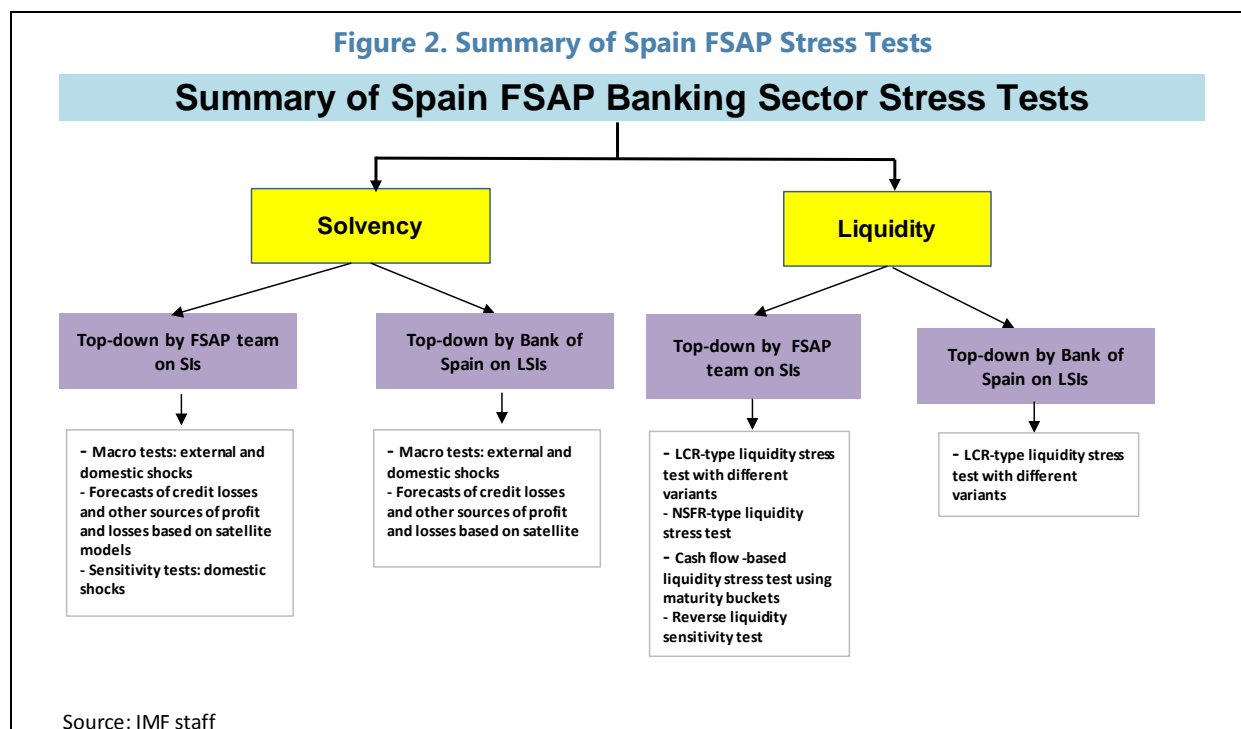 Figure 2. Summary of Spain FSAP Stress Tests
Summary of Spain FSAP Banking Sector Stress Tests
Solvency
Liquidity
Top-down by FSAP team
on SIs
Top-down by Bank of
Spain on LSIs
Top-down by FSAP
team on SIs
Top-down by Bank of
Spain on LSIs
- Macro tests: external and
domestic shocks
- Forecasts of credit losses
and other sources of profit
and losses based on satellite
models
- Sensitivity tests: domestic
shocks
- Macro tests: external and
domestic shocks
- Forecasts of credit losses
and other sources of profit
and losses based on satellite
- LCR-type liquidity stress
test with different
variants
- NSFR-type liquidity
stress test
- Cash flow -based
liquidity stress test using
maturity buckets
- Reverse liquidity
sensitivity test
- LCR-type liquidity stress
test with different
variants
Source: IMF staff